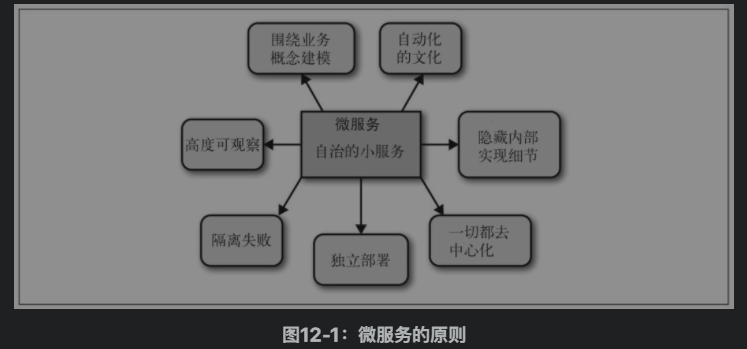 围绕业务
概念建模
自动化
的文化
微服务
自治的小服务
高度可观察
隐藏内部
实现细节
隔离失败
独立部署
一切都去
中心化
图12-1：微服务的原则